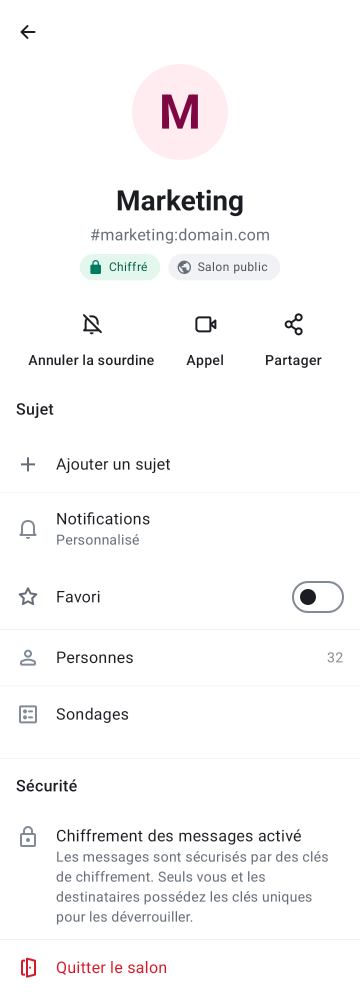 M
Marketing
#marketing:domain.com
Chiffré
Salon public
Annuler la sourdine
Appel
Partager
Sujet
Ajouter un sujet
Notifications
Personnalisé
Favori
Personnes
32
Sondages
Sécurité
Chiffrement des messages activé
Les messages sont sécurisés par des clés
de chiffrement. Seuls vous et les
destinataires possédez les clés uniques
pour les déverrouiller.
Quitter le salon